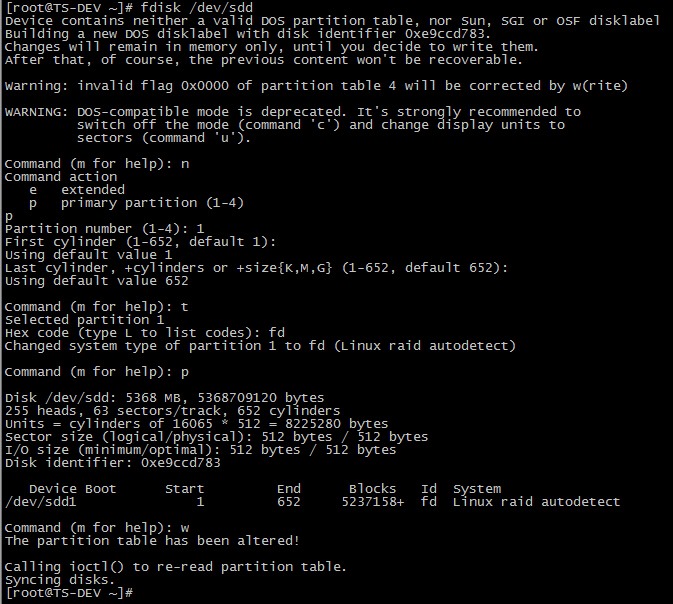 [root@TS-DEV ~]# fdisk /dev/sdd
Device contains neither a valid DOS partition table, nor Sun, SGI or OSF disklabel
Building a new DOS disklabel with disk identifier 0xe9ccd783.
Changes will remain in memory only, until you decide to write them.
After that, of course, the previous content won't be recoverable.

Warning: invalid flag 0x0000 of partition table 4 will be corrected by w(rite)

WARNING: DOS-compatible mode is deprecated. It's strongly recommended to
         switch off the mode (command 'c') and change display units to
         sectors (command 'u').

Command (m for help): n
Command action
   e   extended
   p   primary partition (1-4)
p
Partition number (1-4): 1
First cylinder (1-652, default 1):
Using default value 1
Last cylinder, +cylinders or +size{K,M,G} (1-652, default 652):
Using default value 652

Command (m for help): t
Selected partition 1
Hex code (type L to list codes): fd
Changed system type of partition 1 to fd (Linux raid autodetect)

Command (m for help): p

Disk /dev/sdd: 5368 MB, 5368709120 bytes
255 heads, 63 sectors/track, 652 cylinders
Units = cylinders of 16065 * 512 = 8225280 bytes
Sector size (logical/physical): 512 bytes / 512 bytes
I/O size (minimum/optimal): 512 bytes / 512 bytes
Disk identifier: 0xe9ccd783

   Device Boot      Start         End      Blocks   Id  System
/dev/sdd1               1         652     5237158+  fd  Linux raid autodetect

Command (m for help): w
The partition table has been altered!

Calling ioctl() to re-read partition table.
Syncing disks.
[root@TS-DEV ~]#